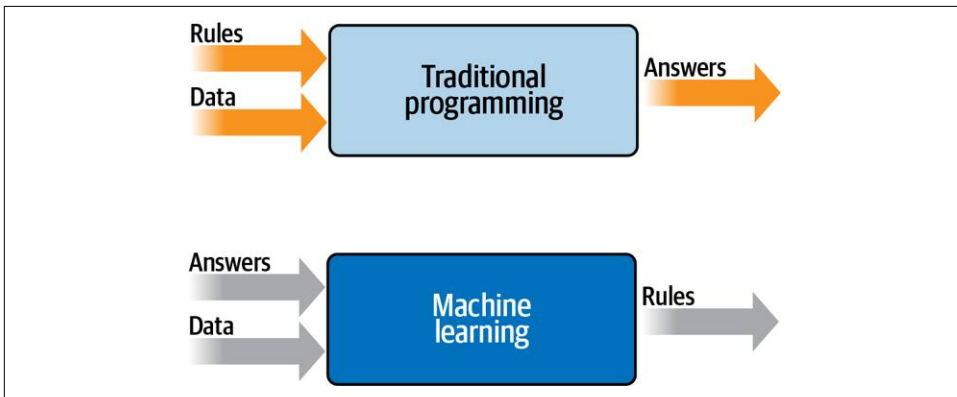 Rules
Data
Traditional
programming
Answers
Answers
Data
Machine
learning
Rules